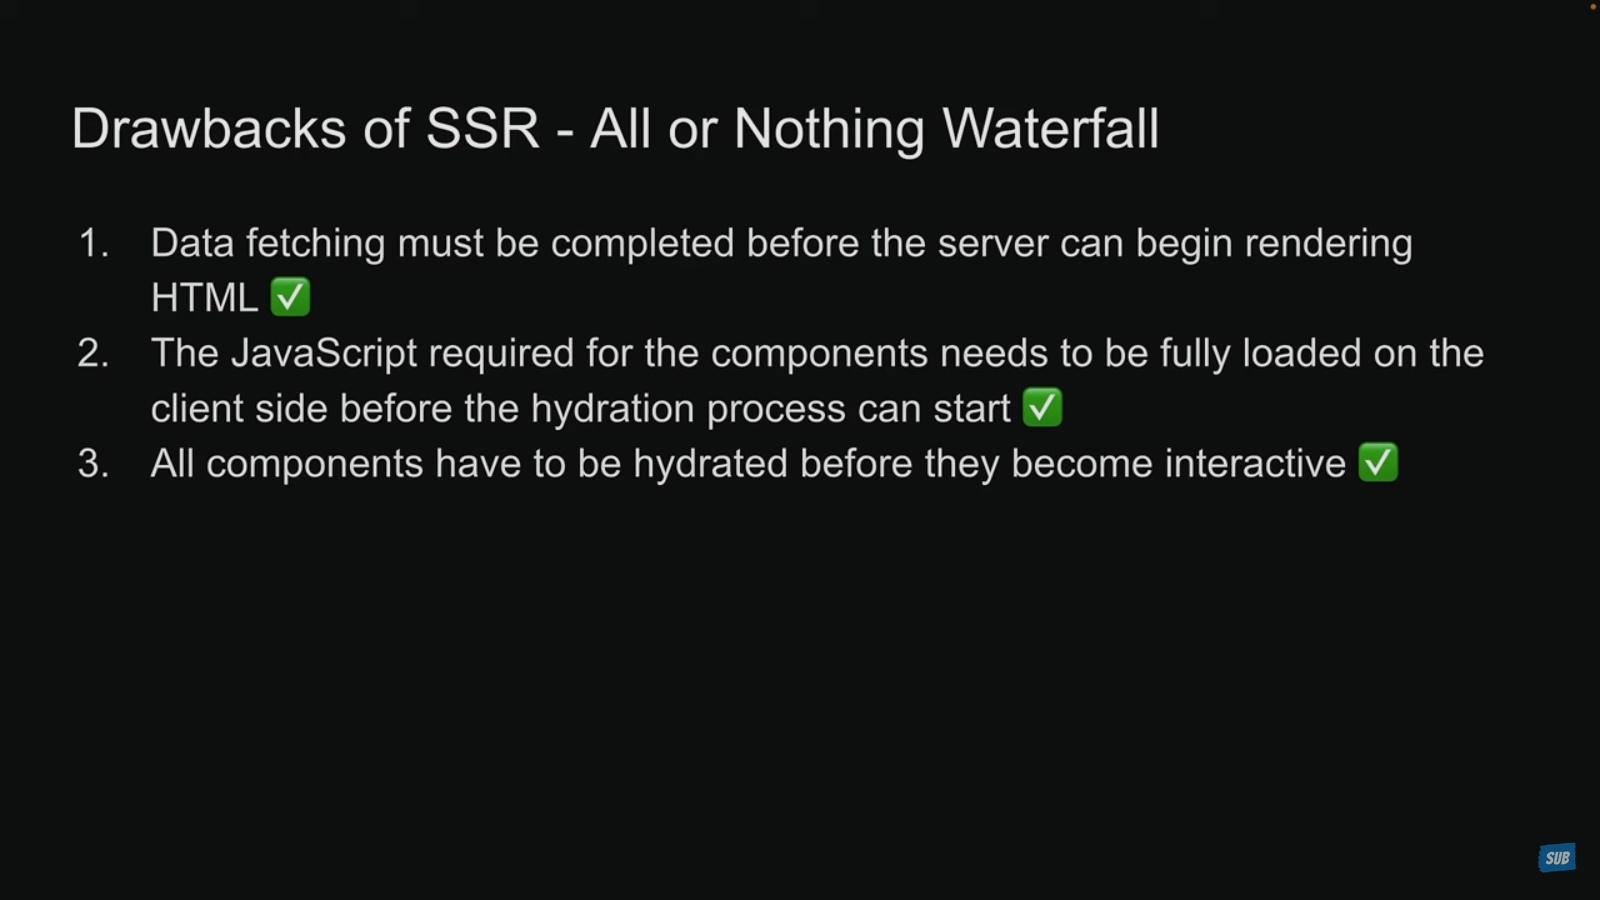 Drawbacks of SSR - All or Nothing Waterfall
1. Data fetching must be completed before the server can begin rendering
HTML ✅
2. The JavaScript required for the components needs to be fully loaded on the
client side before the hydration process can start ✅
3. All components have to be hydrated before they become interactive ✅
SUB